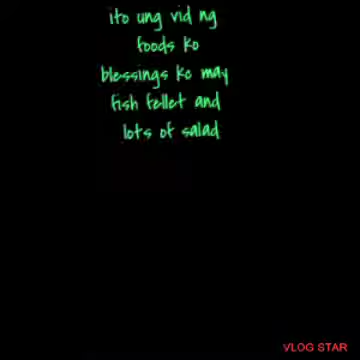 ito ung vid ng
foods ko
blessings ko may
fish fellet and
lots of salad
VLOG STAR